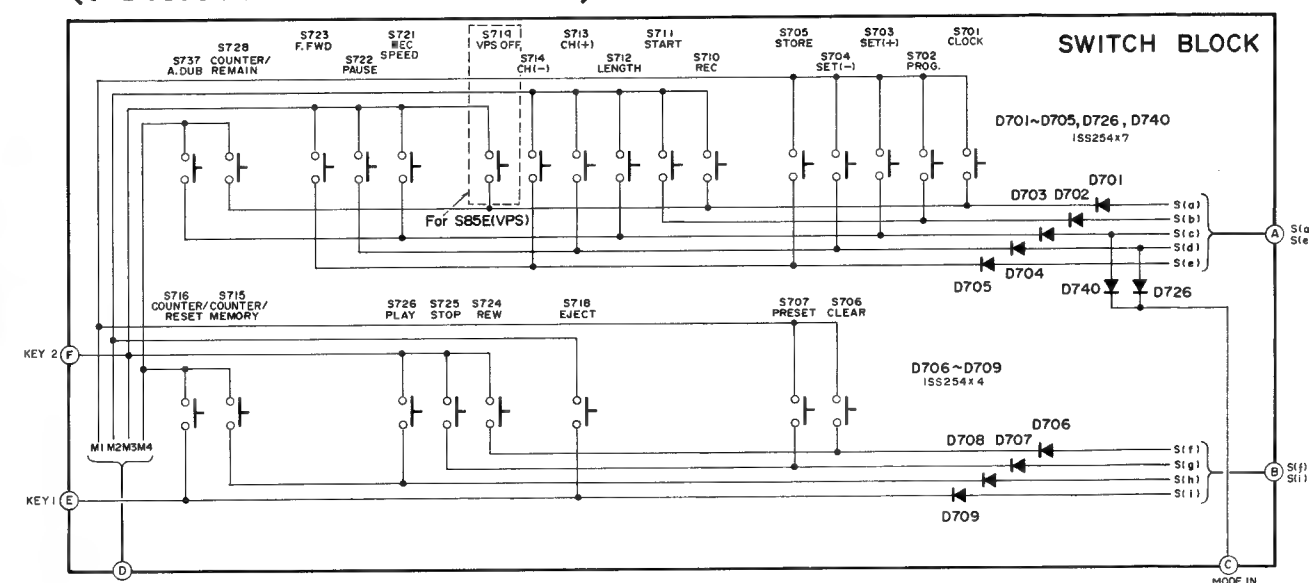 SWITCH BLOCK
S737
A.DUB
S728
COUNTER/
REMAIN
S723
F.FWD
S722
PAUSE
S721
REC
SPEED
S719
VPS OFF
S714
CH(-)
S713
CH(+)
S712
LENGTH
S711
START
S710
REC
S705
STORE
S704
SET(-)
S703
SET(+)
S702
PROG.
S701
CLOCK
D701~D705, D726, D740
ISS254X7
For S85E(VPS)
D703 D702 D701
S(a)
S(b)
S(c)
S(d)
S(e)
A
D704
D705
D740
D726
S716
COUNTER/
RESET
S715
COUNTER/
MEMORY
S726
PLAY
S725
STOP
S724
REW
S718
EJECT
S707
PRESET
S706
CLEAR
KEY 2 F
D706~D709
ISS254X4
M1 M2 M3 M4
D708 D707 D706
S(f)
S(g)
S(h)
S(i)
B S(f)
S(i)
KEY 1 E
D709
D
C
MODE IN